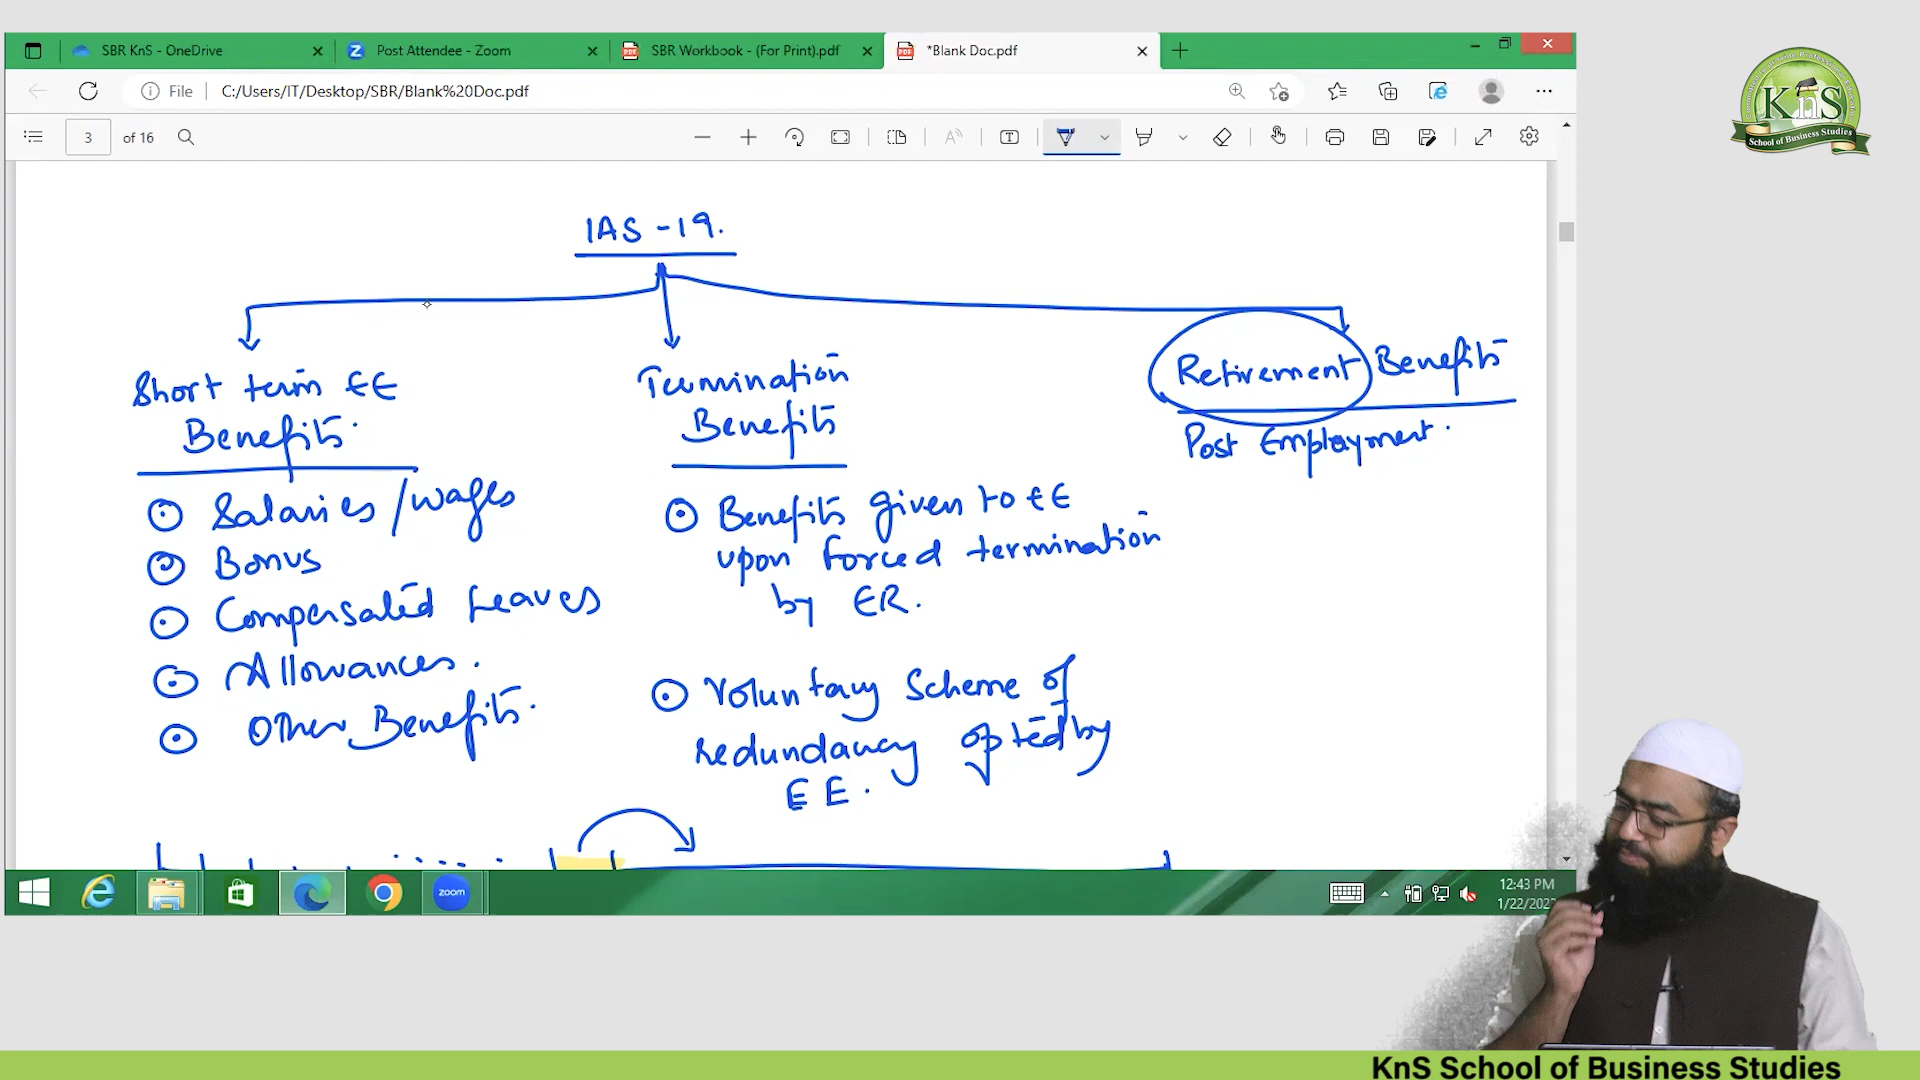 SBR KnS - OneDrive
Post Attendee - Zoom
SBR Workbook - (For Print).pdf
*Blank Doc.pdf
File
C:/Users/IT/Desktop/SBR/Blank%20Doc.pdf
3 of 16
KnS
School of Business Studies
IAS -19.
Short term EE
Benefits.
Salaries/wages
Bonus
Compensated Leaves
Allowances.
Other Benefits.
Termination
Benefits
Benefits given to EE
upon forced termination
by ER.
Voluntary Scheme of
redundancy opted by
EE.
Retirement Benefits
Post Employment.
zoom
12:43 PM
1/22/202
KnS School of Business Studies